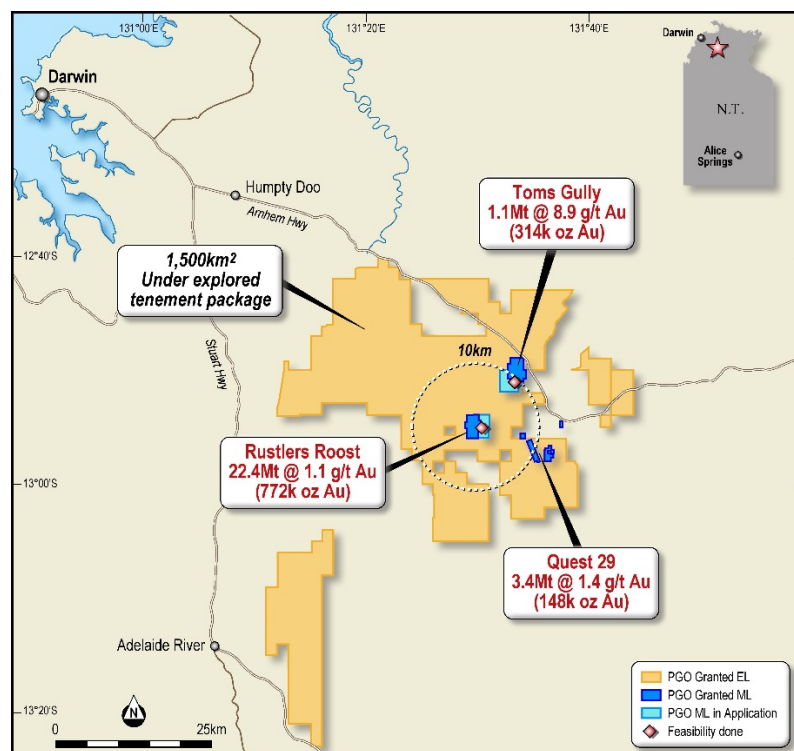 131°0'E
131°20'E
131°40'E
Darwin
N.T.
Alice
Springs
Darwin
Humpty Doo
Arnhem Hwy
Toms Gully
1.1Mt @ 8.9 g/t Au
(314k oz Au)
12°40'S
1,500km²
Under explored
tenement package
Stuart Hwy
10km
Rustlers Roost
22.4Mt @ 1.1 g/t Au
(772k oz Au)
13°00'S
Quest 29
3.4Mt @ 1.4 g/t Au
(148k oz Au)
Adelaide River
13°20'S
N
0
25km
PGO Granted EL
PGO Granted ML
PGO ML in Application
Feasibility done